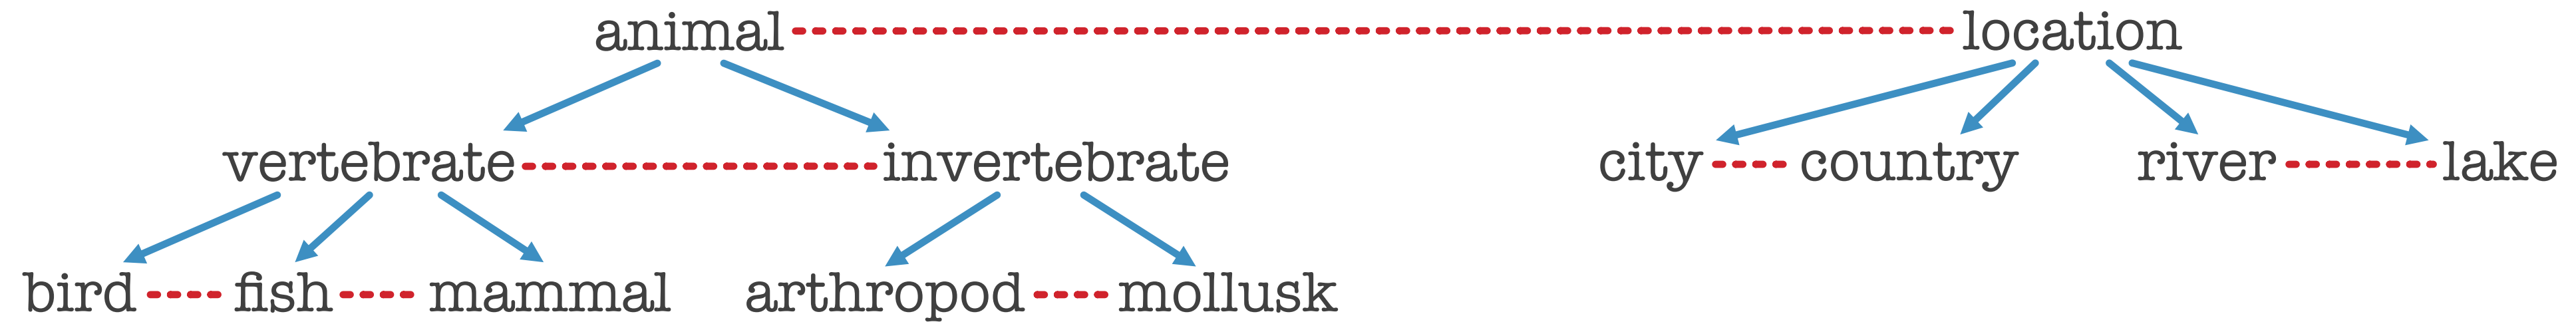 animal location
vertebrate invertebrate city country river lake
bird fish mammal arthropod mollusk